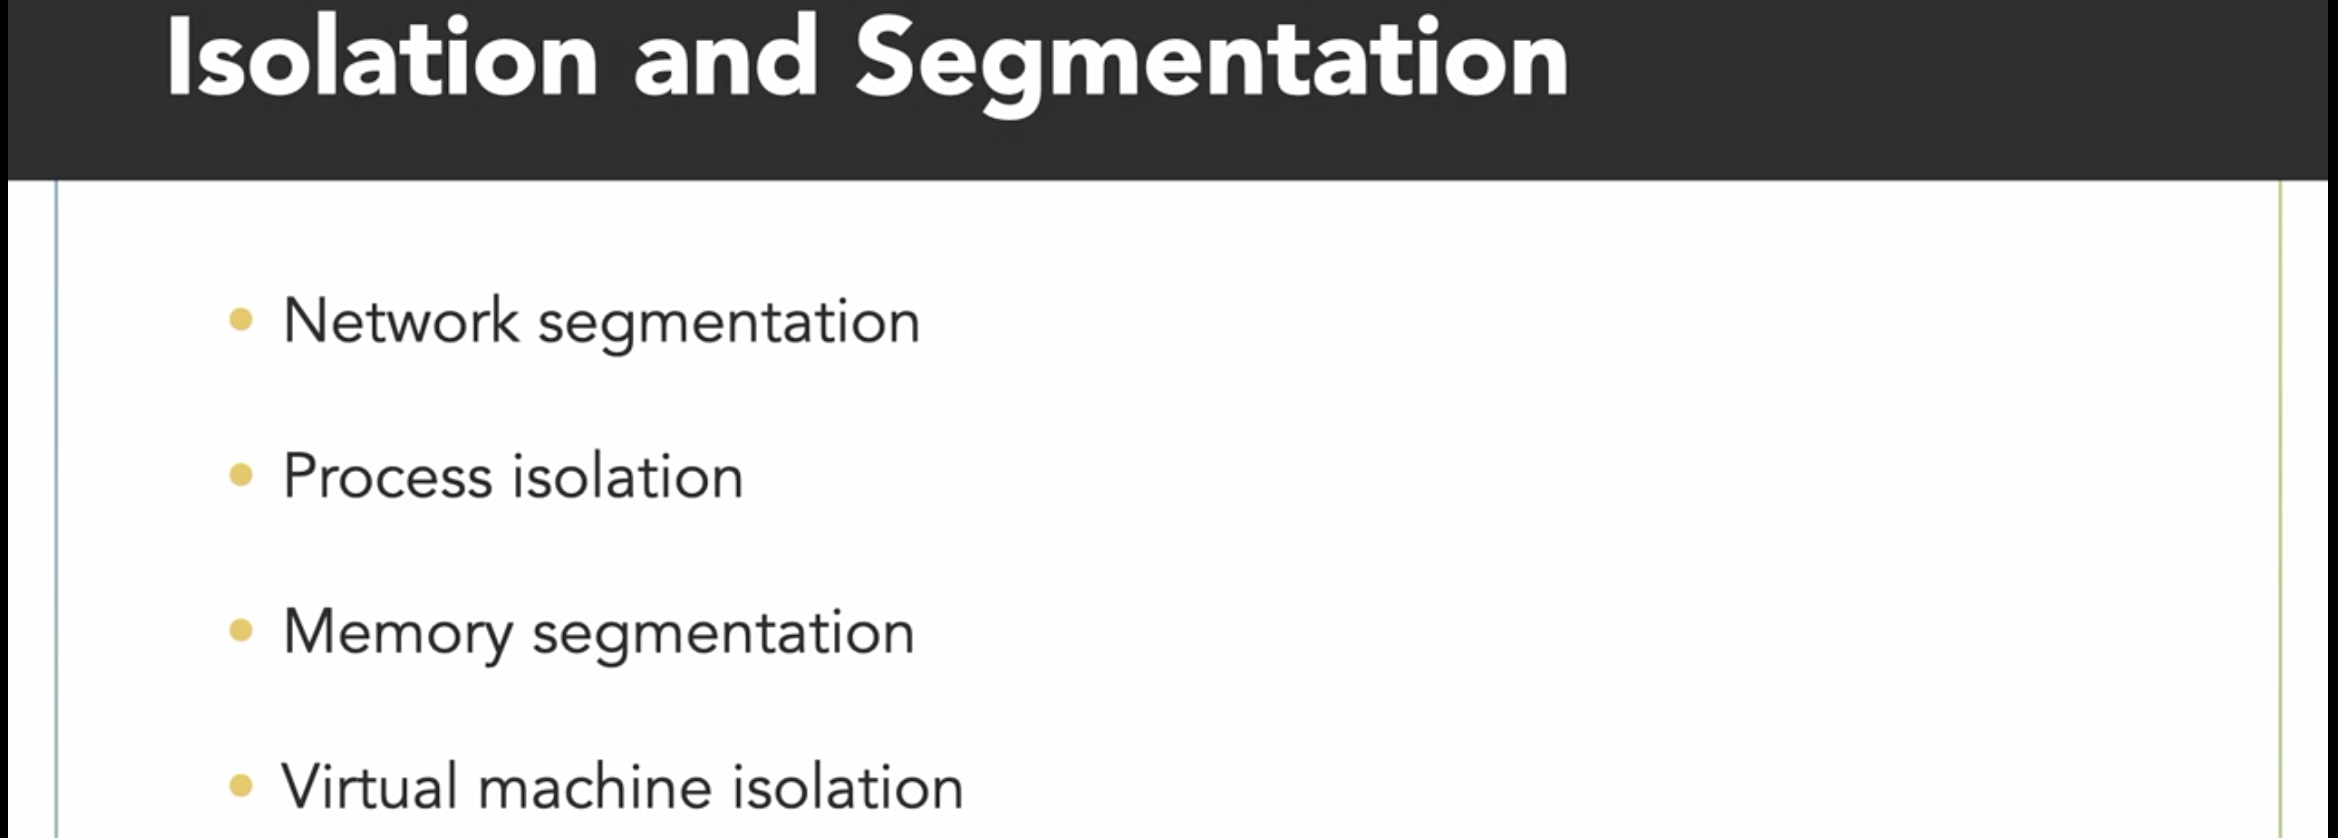 Isolation and Segmentation
Network segmentation
Process isolation
Memory segmentation
Virtual machine isolation